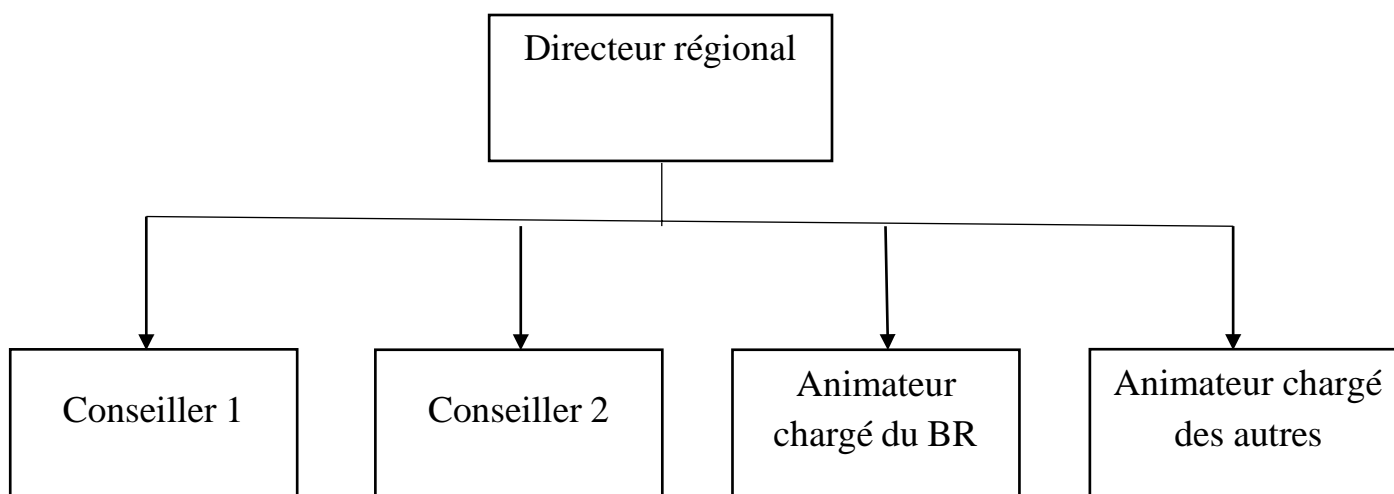 Directeur régional
Conseiller 1
Conseiller 2
Animateur
chargé du BR
Animateur chargé
des autres